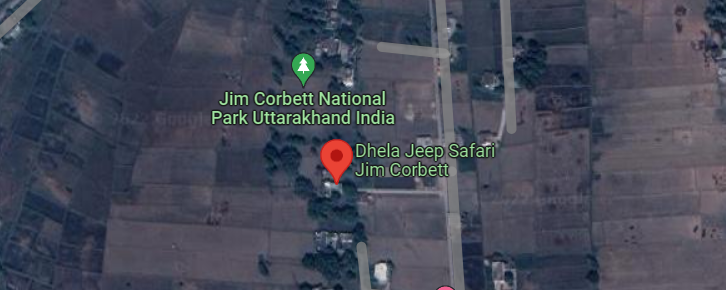 Jim Corbett National
Park Uttarakhand India
Dhela Jeep Safari
Jim Corbett